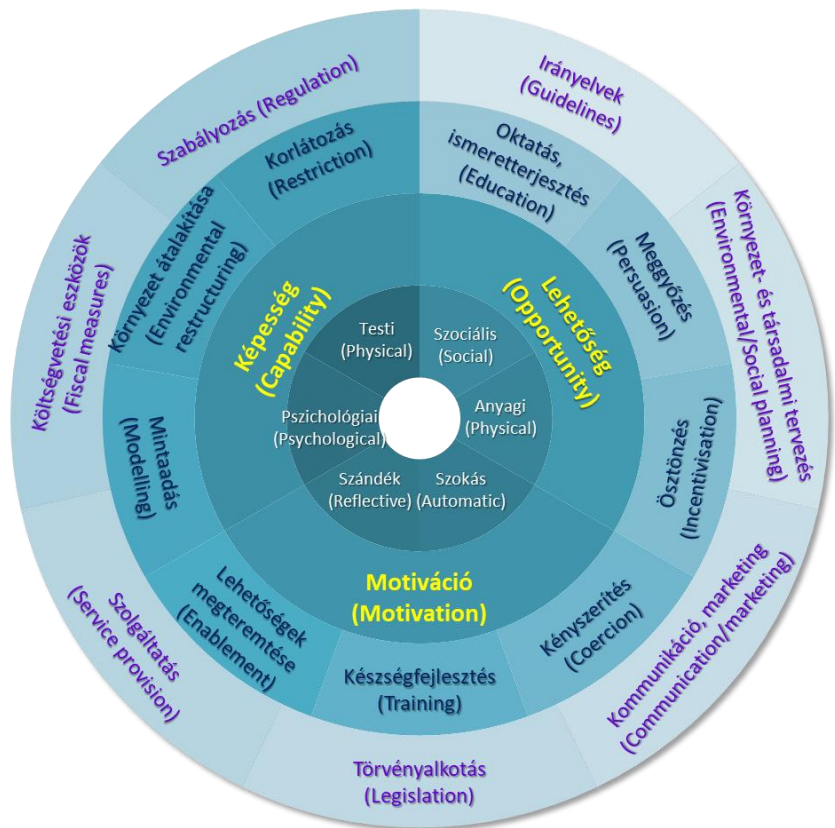 Szabályozás (Regulation)
Irányelvek
(Guidelines)
Környezet- és társadalmi tervezés
(Environmental/Social planning)
Kommunikáció, marketing
(Communication/marketing)
Törvényalkotás
(Legislation)
Szolgáltatás
(Service provision)
Költségvetési eszközök
(Fiscal measures)
Korlátozás
(Restriction)
Oktatás,
ismeretterjesztés
(Education)
Meggyőzés
(Persuasion)
Ösztönzés
(Incentivisation)
Kényszerítés
(Coercion)
Készségfejlesztés
(Training)
Lehetőségek
megteremtése
(Enablement)
Mintaadás
(Modelling)
Környezet átalakítása
(Environmental
restructuring)
Képesség
(Capability)
Lehetőség
(Opportunity)
Motiváció
(Motivation)
Testi
(Physical)
Szociális
(Social)
Anyagi
(Physical)
Szokás
(Automatic)
Szándék
(Reflective)
Pszichológiai
(Psychological)